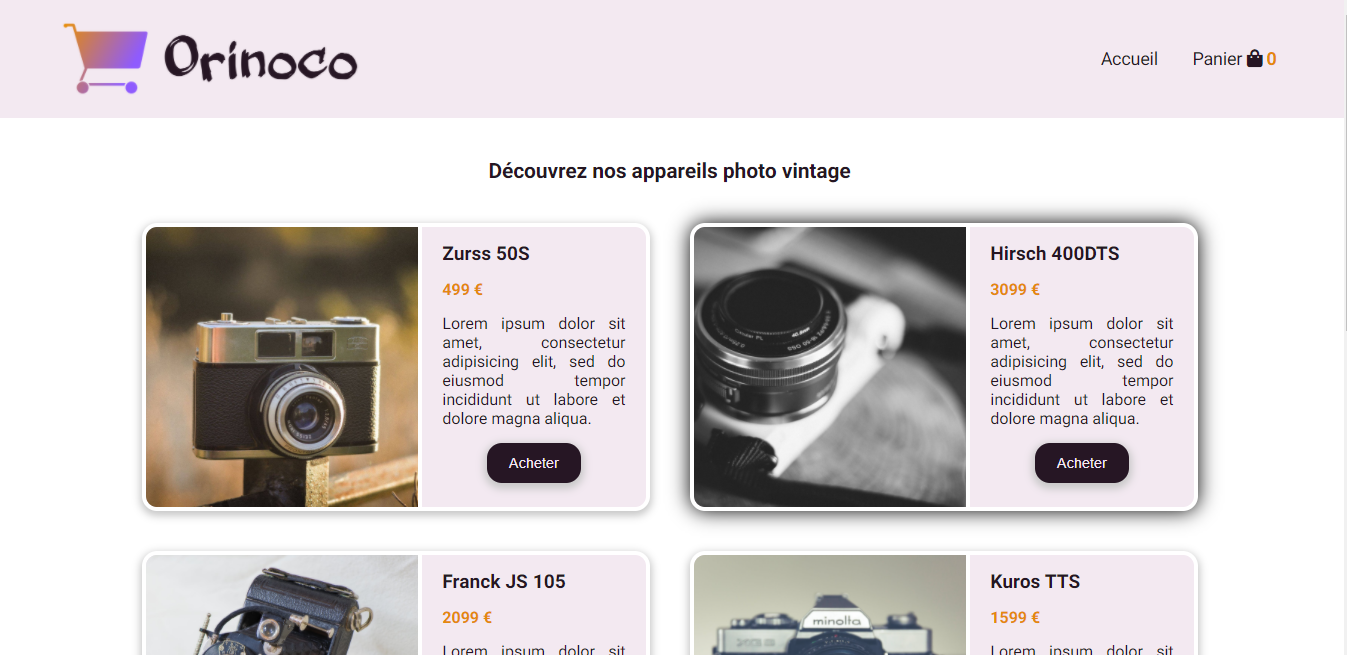 Orinoco
Accueil
Panier 0
Découvrez nos appareils photo vintage
Zurss 50S
499 €
Lorem ipsum dolor sit
amet, consectetur
adipisicing elit, sed do
eiusmod tempor
incididunt ut labore et
dolore magna aliqua.
Acheter
Hirsch 400DTS
3099 €
Lorem ipsum dolor sit
amet, consectetur
adipisicing elit, sed do
eiusmod tempor
incididunt ut labore et
dolore magna aliqua.
Acheter
Franck JS 105
2099 €
Lorem ipsum dolor sit
minolta
Kuros TTS
1599 €
Lorem ipsum dolor sit